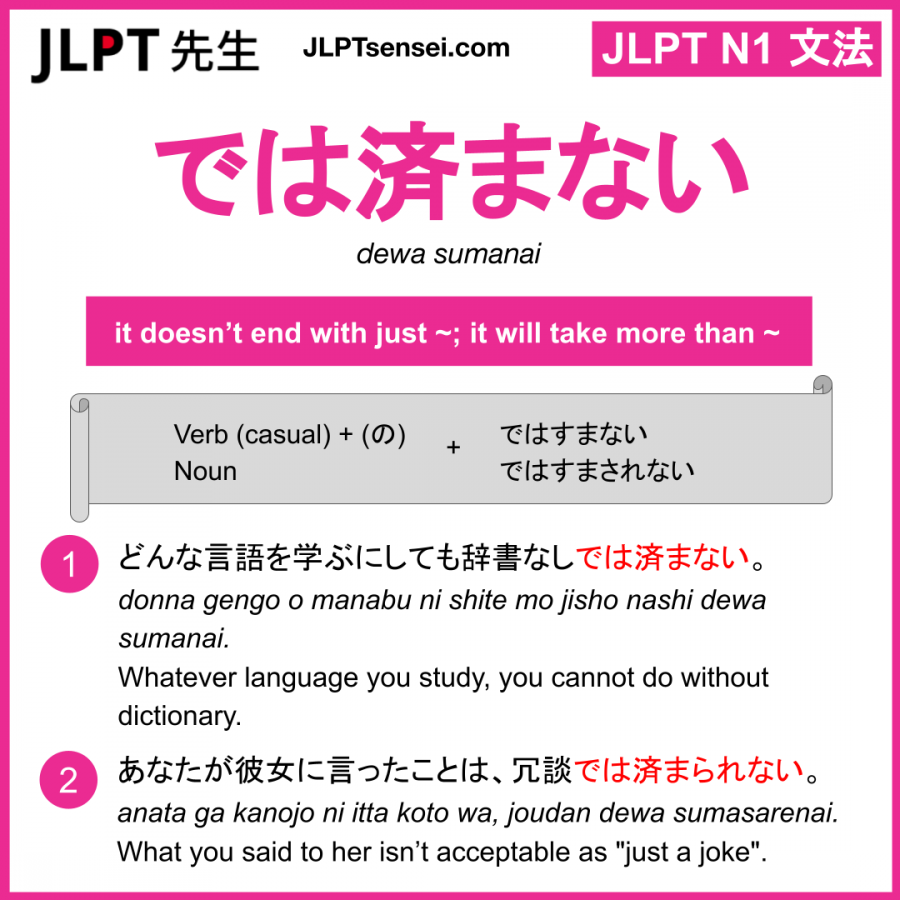 JLPT 先生
JLPTsensei.com
JLPT N1 文法
では済まない
dewa sumanai
it doesn’t end with just ~; it will take more than ~
Verb (casual) + (の)
Noun
+
ではすまない
ではすまされない
1
どんな言語を学ぶにしても辞書なしでは済まない。
donna gengo o manabu ni shite mo jisho nashi dewa
sumanai.
Whatever language you study, you cannot do without
dictionary.
2
あなたが彼女に言ったことは、冗談では済まられない。
anata ga kanojo ni itta koto wa, joudan dewa sumasarenai.
What you said to her isn’t acceptable as "just a joke".